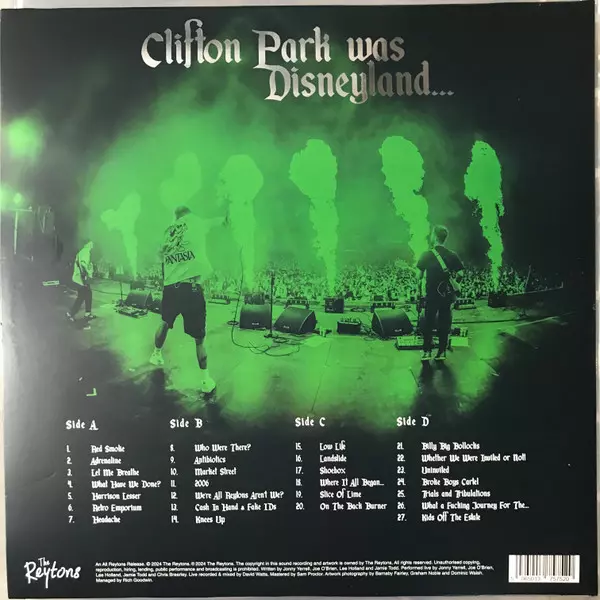 Clifton Park was
Disneyland...
FANTASIA
Side A
1. Red Smoke
2. Adrenaline
3. Let Me Breathe
4. What Have We Done?
5. Harrison Lesser
6. Retro Emporium
7. Headache
Side B
8. Who Were There?
9. Antibiotics
10. Market Street
11. 2006
12. We're All Reytons Aren't We?
13. Cash In Hand & Fake IDs
14. Knees Up
Side C
15. Low Life
16. Landslide
17. Shoebox
18. Where It All Began...
19. Slice Of Lime
20. On The Back Burner
Side D
21. Billy Big Bollocks
22. Whether We Were Invited or Not!
23. Uninvited
24. Broke Boys Cartel
25. Trials and Tribulations
26. What a Fucking Journey For The...
27. Kids Off The Estate
The
Reytons
An All Reytons Release. ℗ 2024 The Reytons. © 2024 The Reytons. The copyright in this sound recording and artwork is owned by The Reytons. All rights reserved. Unauthorised copying,
reproduction, hiring, lending, public performance and broadcasting is prohibited. Written by Jonny Yerrell, Joe O'Brien, Lee Holland and Jamie Todd. Performed live by Jonny Yerrell, Joe O'Brien,
Lee Holland, Jamie Todd and Chris Brearley. Live recorded & mixed by David Watts, Mastered by Sam Proctor. Artwork photography by Barnaby Fairley, Graham Noble and Dominic Walsh.
Managed by Rich Goodwin.